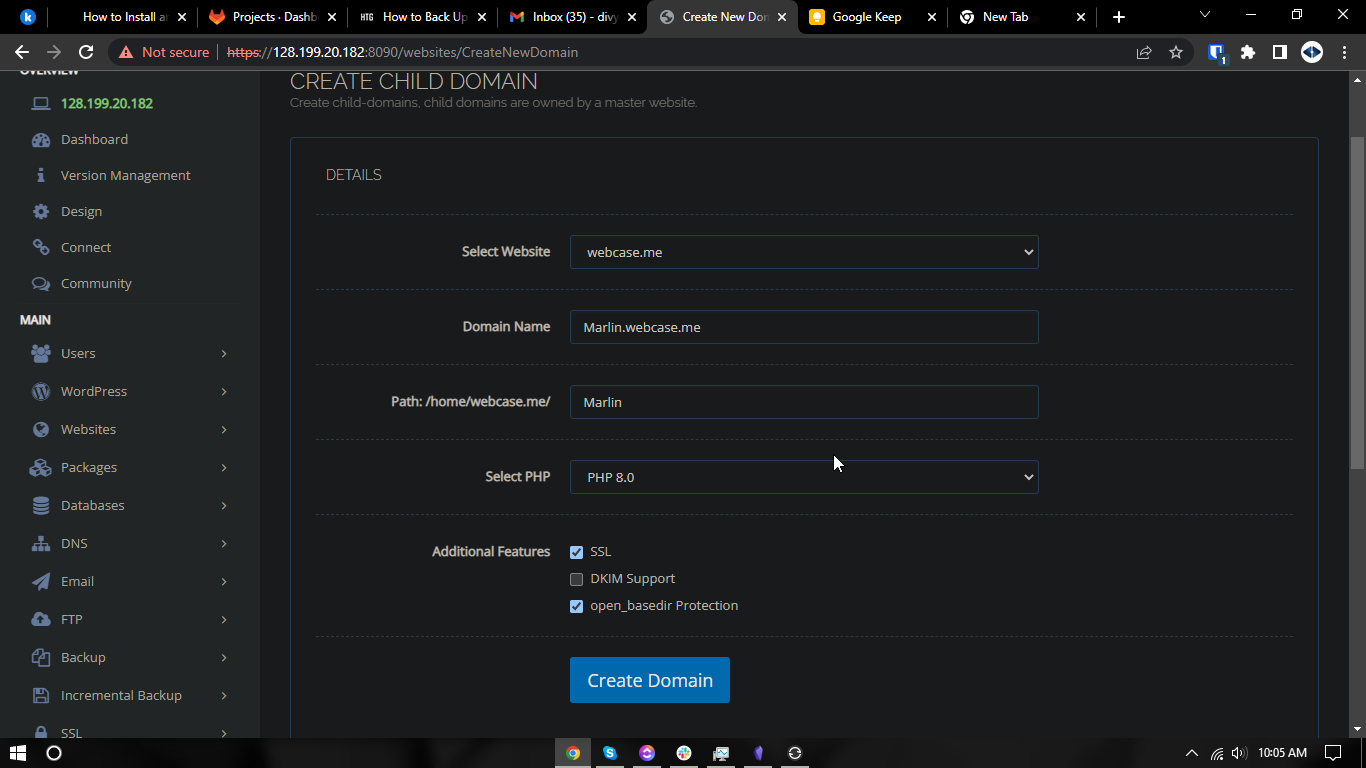 How to Install ar
Projects · Dashb
HTG How to Back Up
Inbox (35) - divy
Create New Dor
Google Keep
New Tab
Not secure https://128.199.20.182:8090/websites/CreateNewDomain
1
OVERVIEW
128.199.20.182
Dashboard
Version Management
Design
Connect
Community
MAIN
Users
WordPress
Websites
Packages
Databases
DNS
Email
FTP
Backup
Incremental Backup
SSL
CREATE CHILD DOMAIN
Create child-domains, child domains are owned by a master website.
DETAILS
Select Website webcase.me
Domain Name Marlin.webcase.me
Path: /home/webcase.me/ Marlin
Select PHP PHP 8.0
Additional Features SSL
DKIM Support
open_basedir Protection
Create Domain
10:05 AM